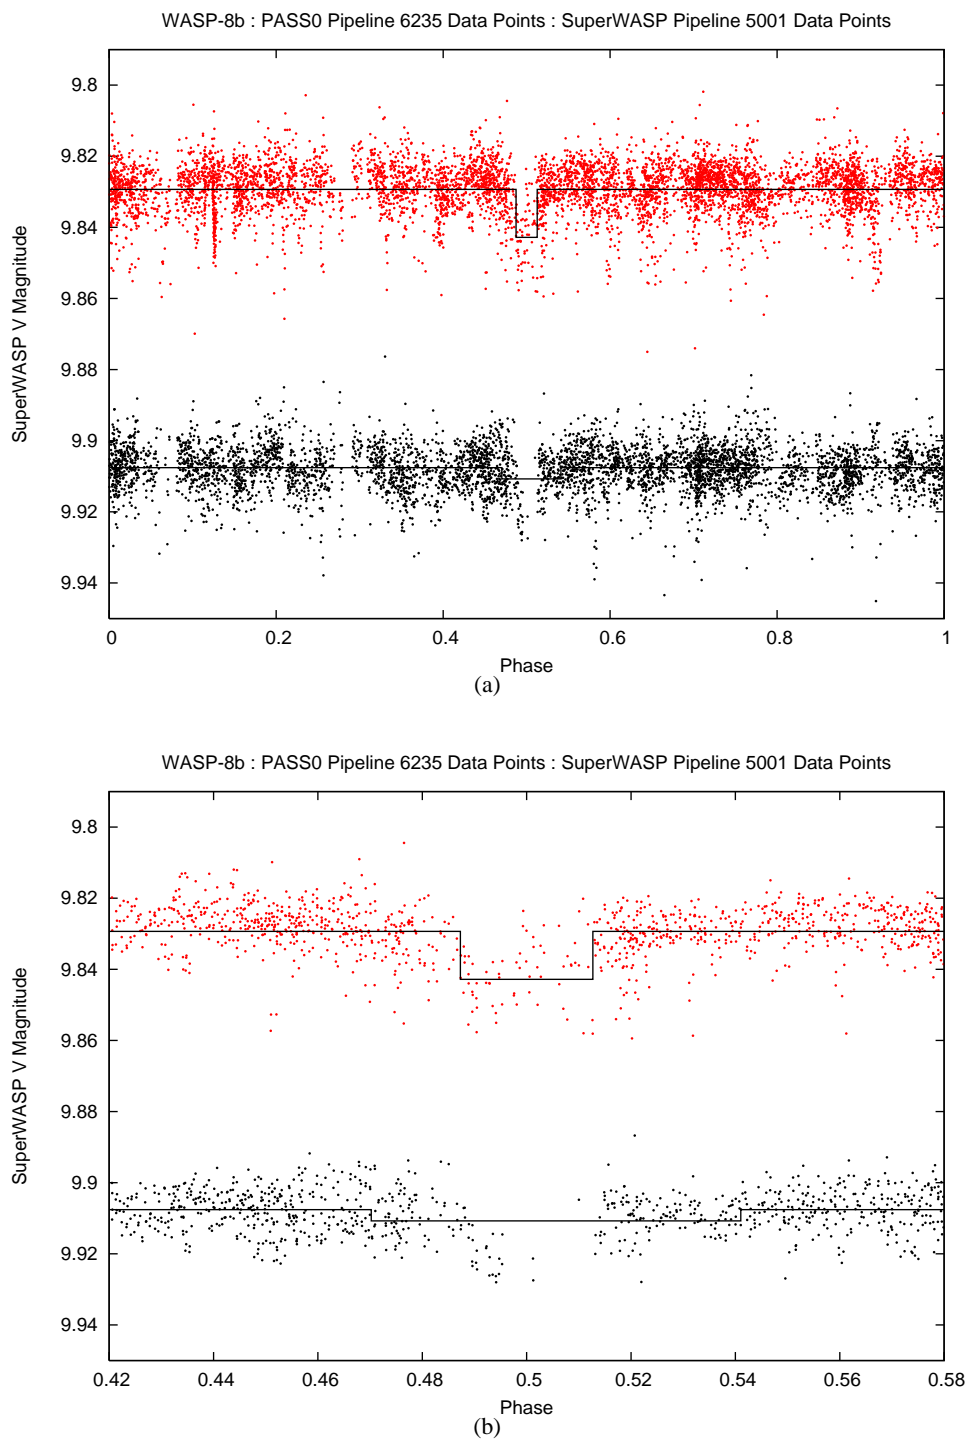 WASP-8b : PASS0 Pipeline 6235 Data Points : SuperWASP Pipeline 5001 Data Points
SuperWASP V Magnitude
9.8
9.82
9.84
9.86
9.88
9.9
9.92
9.94
0 0.2 0.4 0.6 0.8 1
Phase
(a)
WASP-8b : PASS0 Pipeline 6235 Data Points : SuperWASP Pipeline 5001 Data Points
SuperWASP V Magnitude
9.8
9.82
9.84
9.86
9.88
9.9
9.92
9.94
0.42 0.44 0.46 0.48 0.5 0.52 0.54 0.56 0.58
Phase
(b)